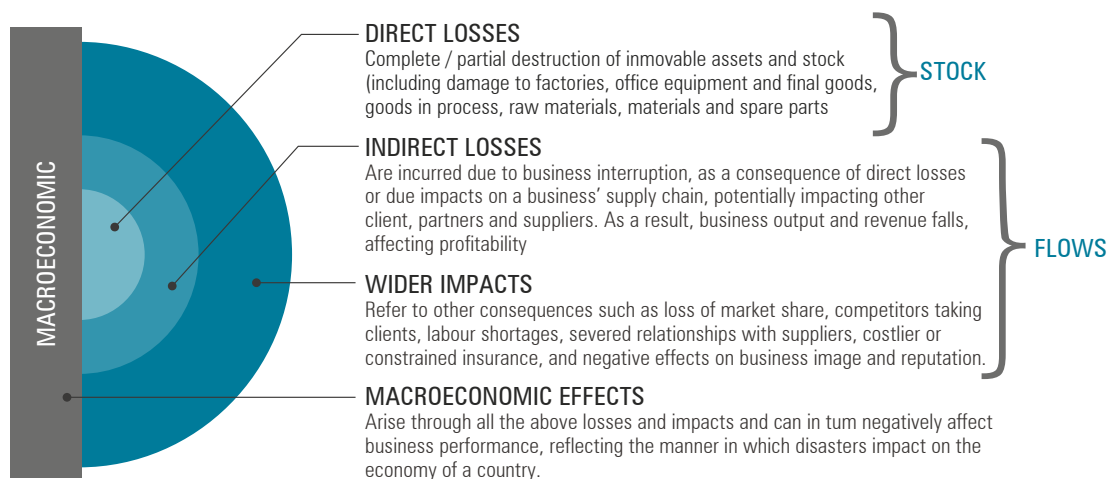 MACROECONOMIC
DIRECT LOSSES
Complete / partial destruction of inmovable assets and stock
(including damage to factories, office equipment and final goods,
goods in process, raw materials, materials and spare parts
STOCK
INDIRECT LOSSES
Are incurred due to business interruption, as a consequence of direct losses
or due impacts on a business’ supply chain, potentially impacting other
client, partners and suppliers. As a result, business output and revenue falls,
affecting profitability
FLOWS
WIDER IMPACTS
Refer to other consequences such as loss of market share, competitors taking
clients, labour shortages, severed relationships with suppliers, costlier or
constrained insurance, and negative effects on business image and reputation.
MACROECONOMIC EFFECTS
Arise through all the above losses and impacts and can in tum negatively affect
business performance, reflecting the manner in which disasters impact on the
economy of a country.